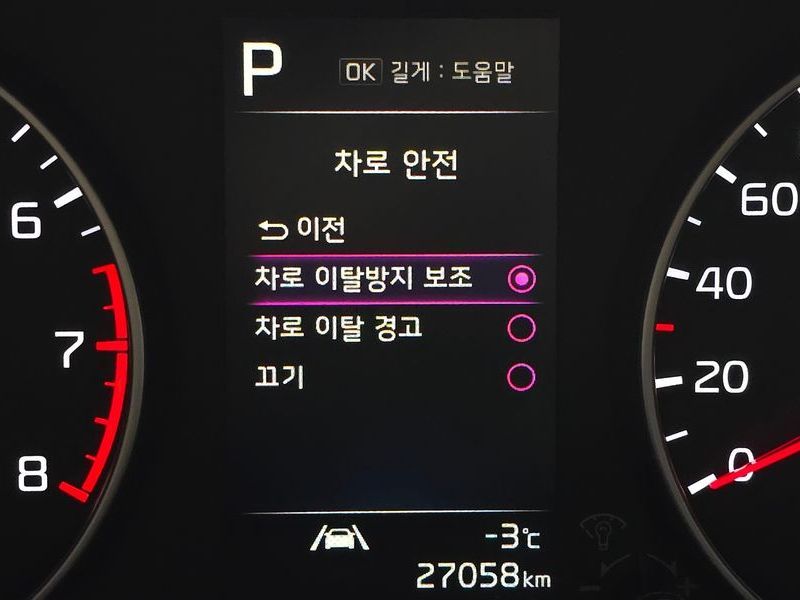 P
OK 길게 : 도움말
차로 안전
이전
차로 이탈방지 보조
차로 이탈 경고
끄기
-3℃
27058km
6
7
8
60
40
20
0